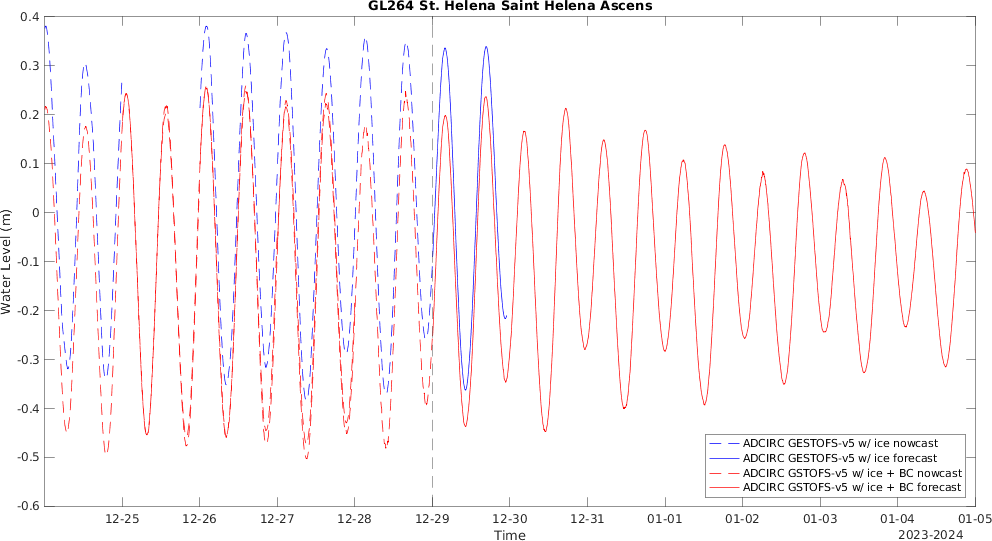 GL264 St. Helena Saint Helena Ascens
Water Level (m)
0.4
0.3
0.2
0.1
0
-0.1
-0.2
-0.3
-0.4
-0.5
-0.6
ADCIRC GESTOFS-v5 w/ ice nowcast
ADCIRC GESTOFS-v5 w/ ice forecast
ADCIRC GSTOFS-v5 w/ ice + BC nowcast
ADCIRC GSTOFS-v5 w/ ice + BC forecast
12-25 12-26 12-27 12-28 12-29 12-30 12-31 01-01 01-02 01-03 01-04 01-05
Time
2023-2024